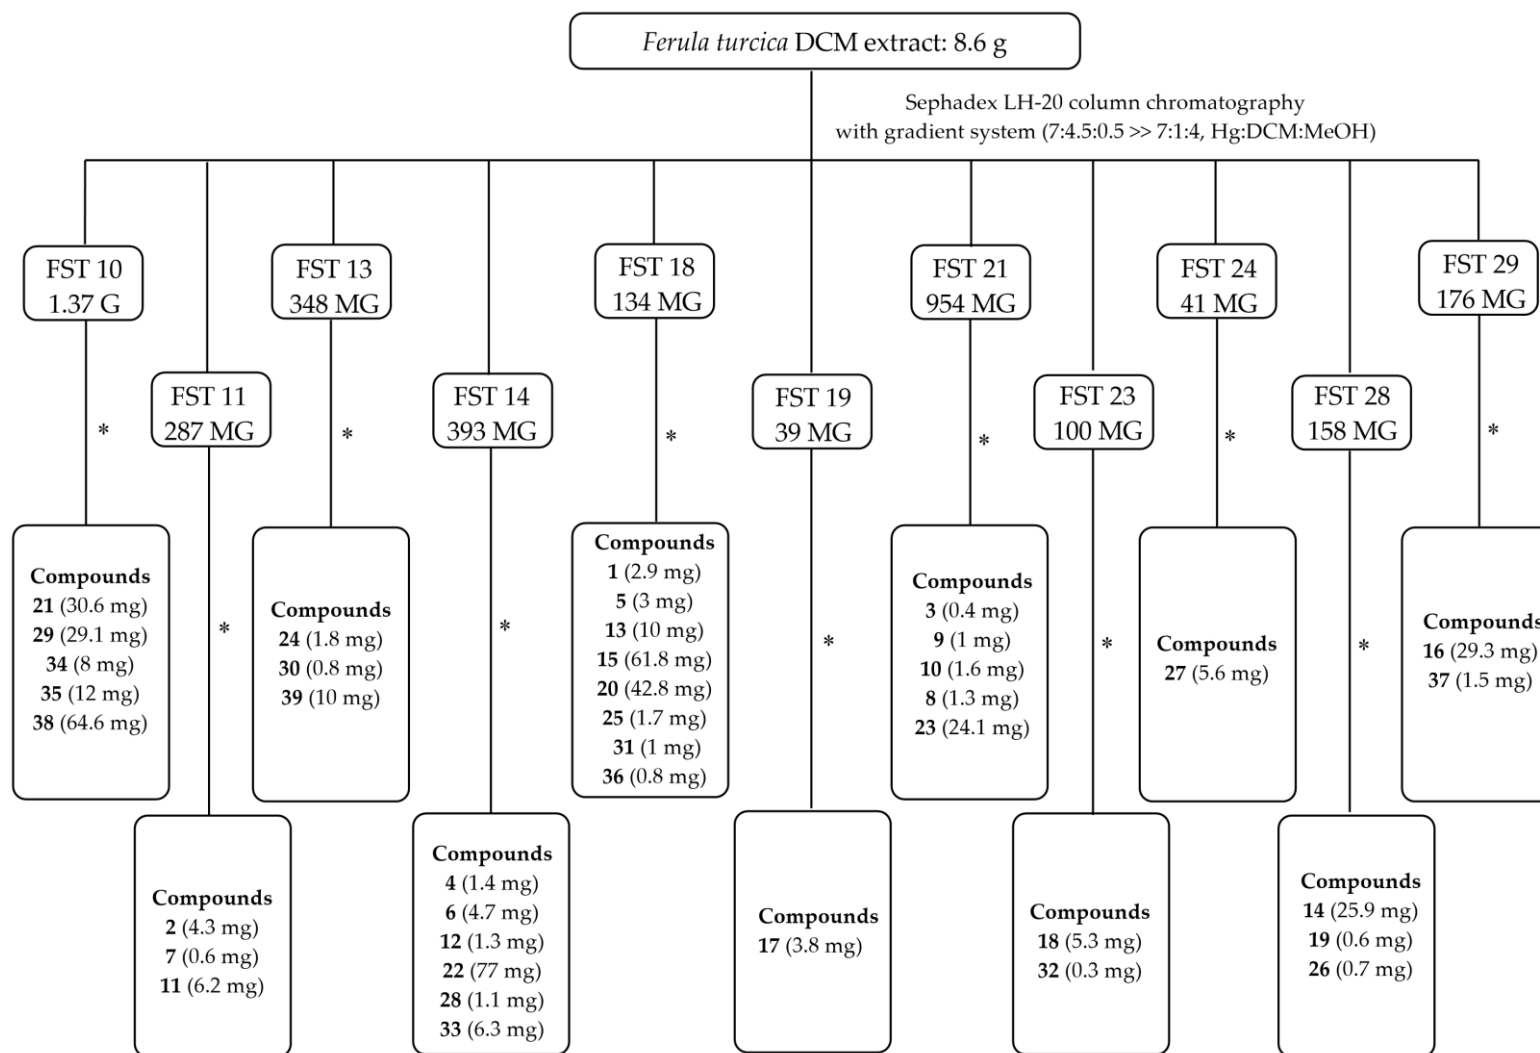 Ferula turcica DCM extract: 8.6 g
Sephadex LH-20 column chromatography
with gradient system (7:4.5:0.5 >> 7:1:4, Hg:DCM:MeOH)
FST 10
1.37 G
FST 11
287 MG
FST 13
348 MG
FST 14
393 MG
FST 18
134 MG
FST 19
39 MG
FST 21
954 MG
FST 23
100 MG
FST 24
41 MG
FST 28
158 MG
FST 29
176 MG
*
*
*
*
*
*
*
*
*
*
*
Compounds
21 (30.6 mg)
29 (29.1 mg)
34 (8 mg)
35 (12 mg)
38 (64.6 mg)
Compounds
2 (4.3 mg)
7 (0.6 mg)
11 (6.2 mg)
Compounds
24 (1.8 mg)
30 (0.8 mg)
39 (10 mg)
Compounds
4 (1.4 mg)
6 (4.7 mg)
12 (1.3 mg)
22 (77 mg)
28 (1.1 mg)
33 (6.3 mg)
Compounds
1 (2.9 mg)
5 (3 mg)
13 (10 mg)
15 (61.8 mg)
20 (42.8 mg)
25 (1.7 mg)
31 (1 mg)
36 (0.8 mg)
Compounds
17 (3.8 mg)
Compounds
3 (0.4 mg)
9 (1 mg)
10 (1.6 mg)
8 (1.3 mg)
23 (24.1 mg)
Compounds
18 (5.3 mg)
32 (0.3 mg)
Compounds
27 (5.6 mg)
Compounds
14 (25.9 mg)
19 (0.6 mg)
26 (0.7 mg)
Compounds
16 (29.3 mg)
37 (1.5 mg)